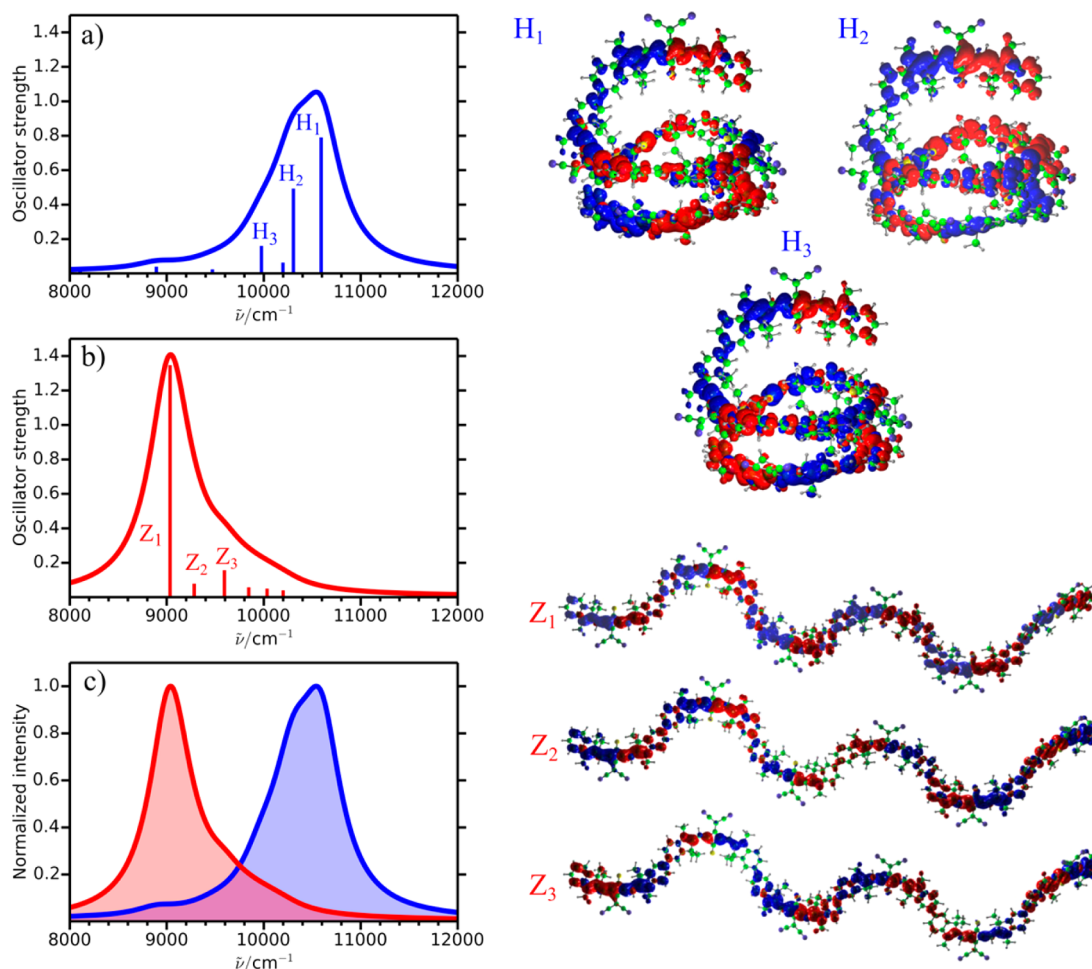 a)
Oscillator strength
1.4
1.2
1.0
0.8
0.6
0.4
0.2
H₃
H₂
H₁
8000 9000 10000 11000 12000
ṽ/cm⁻¹
b)
Oscillator strength
1.4
1.2
1.0
0.8
0.6
0.4
0.2
Z₁
Z₂
Z₃
8000 9000 10000 11000 12000
ṽ/cm⁻¹
c)
Normalized intensity
1.0
0.8
0.6
0.4
0.2
8000 9000 10000 11000 12000
ṽ/cm⁻¹
H₁
H₂
H₃
Z₁
Z₂
Z₃